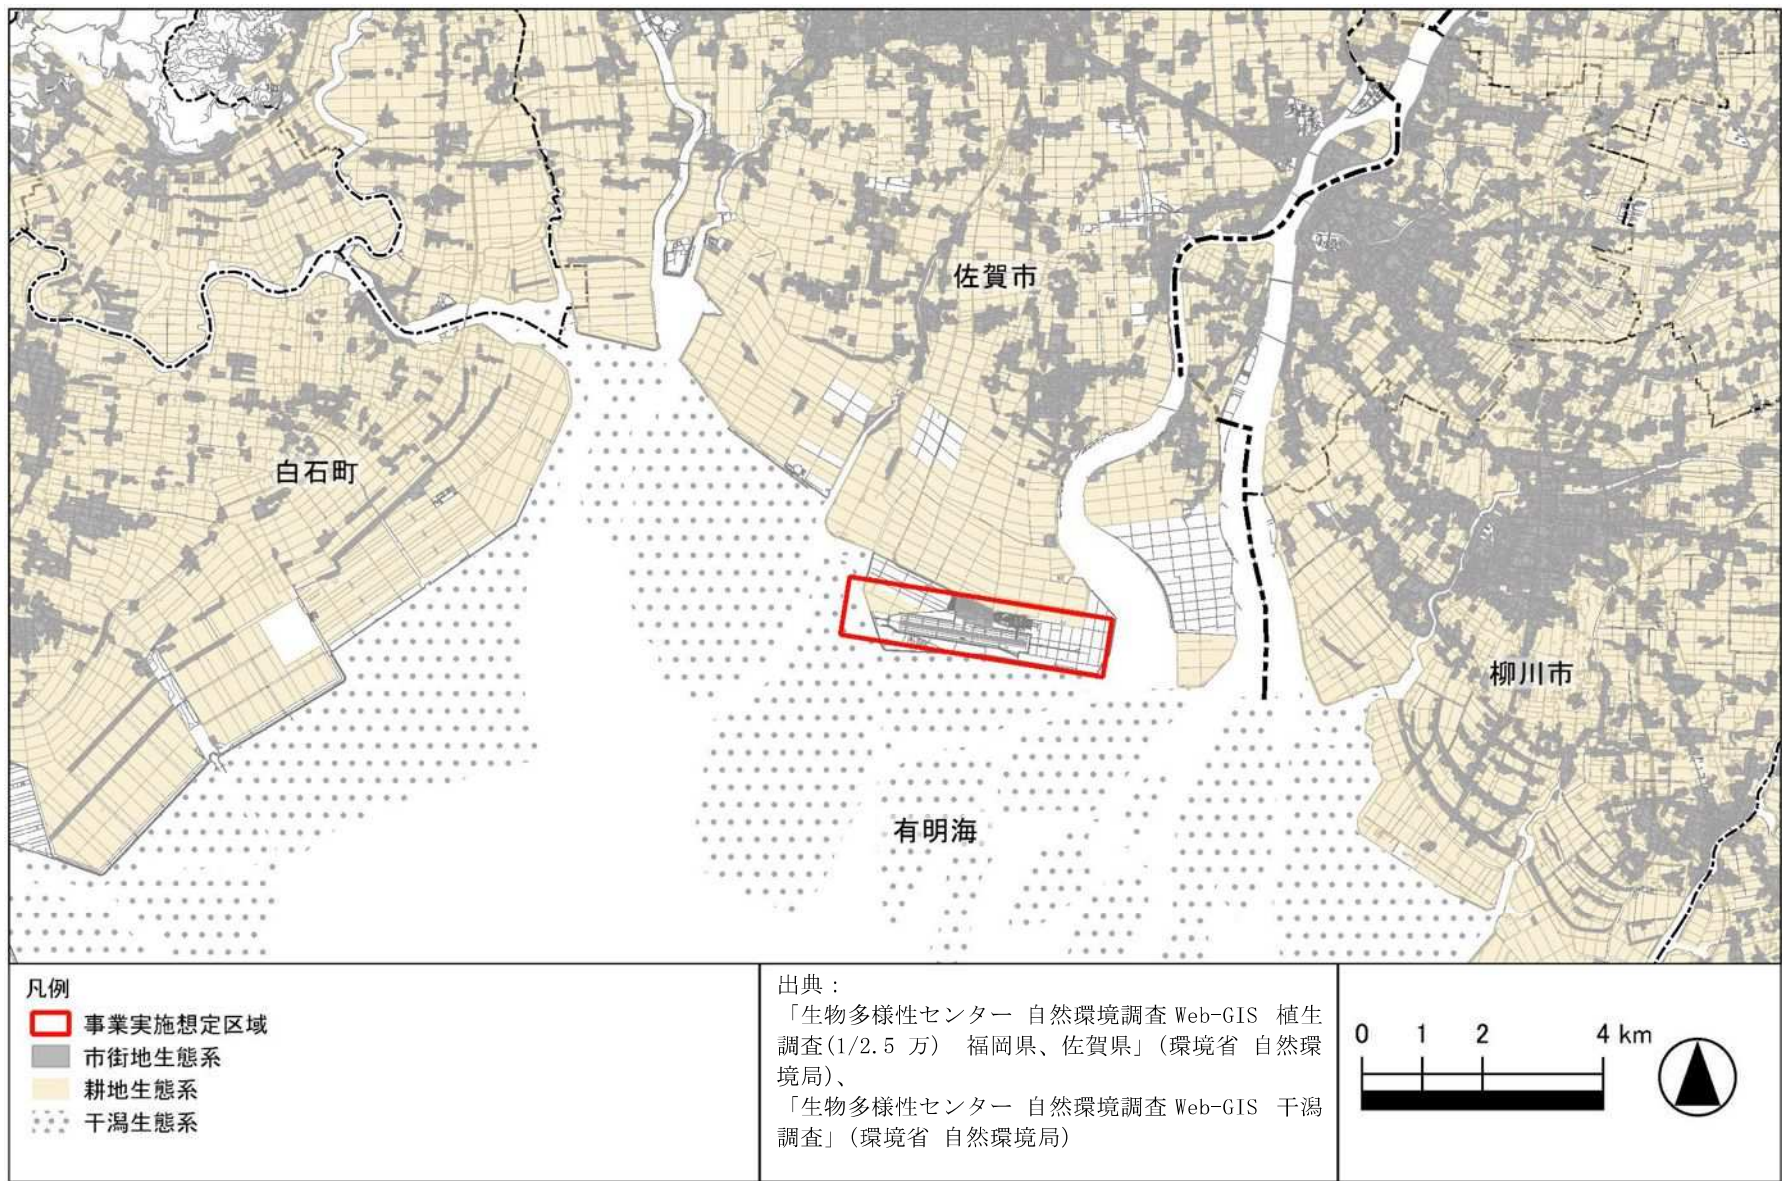 佐賀市
白石町
柳川市
有明海
凡例
事業実施想定区域
市街地生態系
耕地生態系
干潟生態系
出典：
「生物多様性センター 自然環境調査 Web-GIS 植生
調査(1/2.5 万) 福岡県、佐賀県」(環境省 自然環
境局)、
「生物多様性センター 自然環境調査 Web-GIS 干潟
調査」(環境省 自然環境局)
0 1 2 4 km